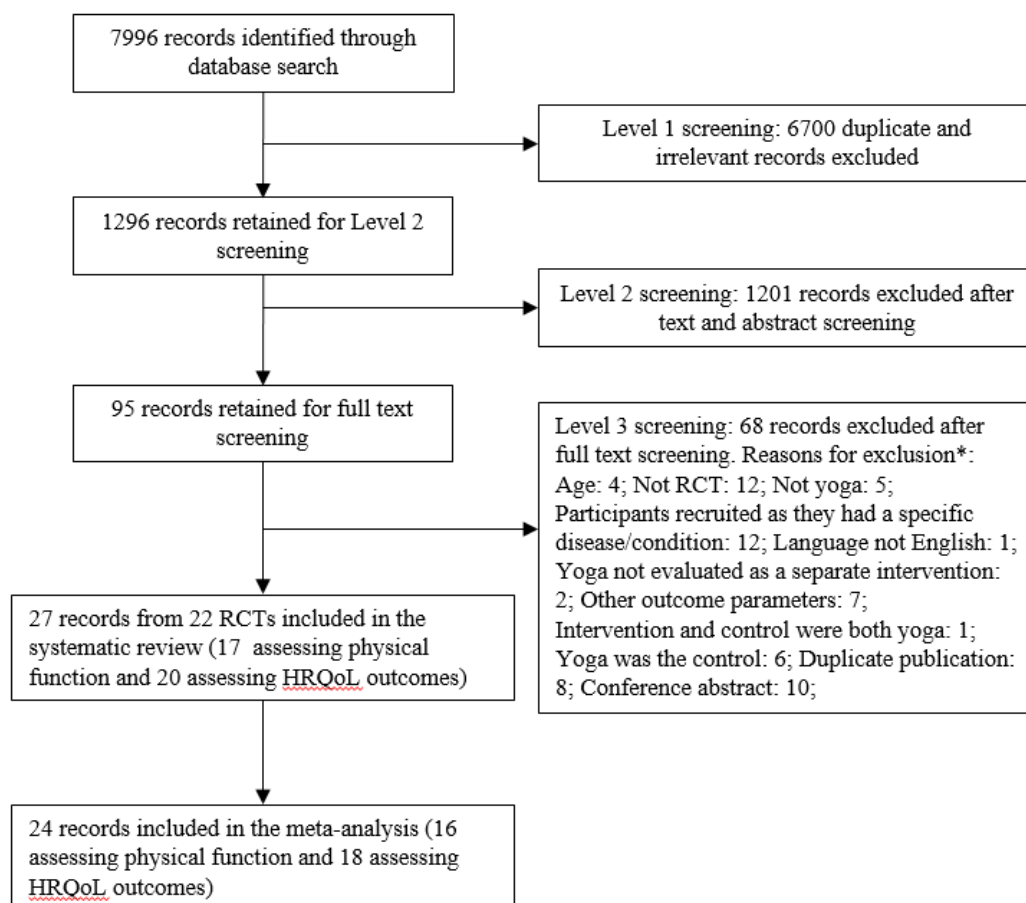 7996 records identified through
database search
Level 1 screening: 6700 duplicate and
irrelevant records excluded
1296 records retained for Level 2
screening
Level 2 screening: 1201 records excluded after
text and abstract screening
95 records retained for full text
screening
Level 3 screening: 68 records excluded after
full text screening. Reasons for exclusion*:
Age: 4; Not RCT: 12; Not yoga: 5;
Participants recruited as they had a specific
disease/condition: 12; Language not English: 1;
Yoga not evaluated as a separate intervention:
2; Other outcome parameters: 7;
Intervention and control were both yoga: 1;
Yoga was the control: 6; Duplicate publication:
8; Conference abstract: 10;
27 records from 22 RCTs included in the
systematic review (17 assessing physical
function and 20 assessing HRQoL outcomes)
24 records included in the meta-analysis (16
assessing physical function and 18 assessing
HRQoL outcomes)